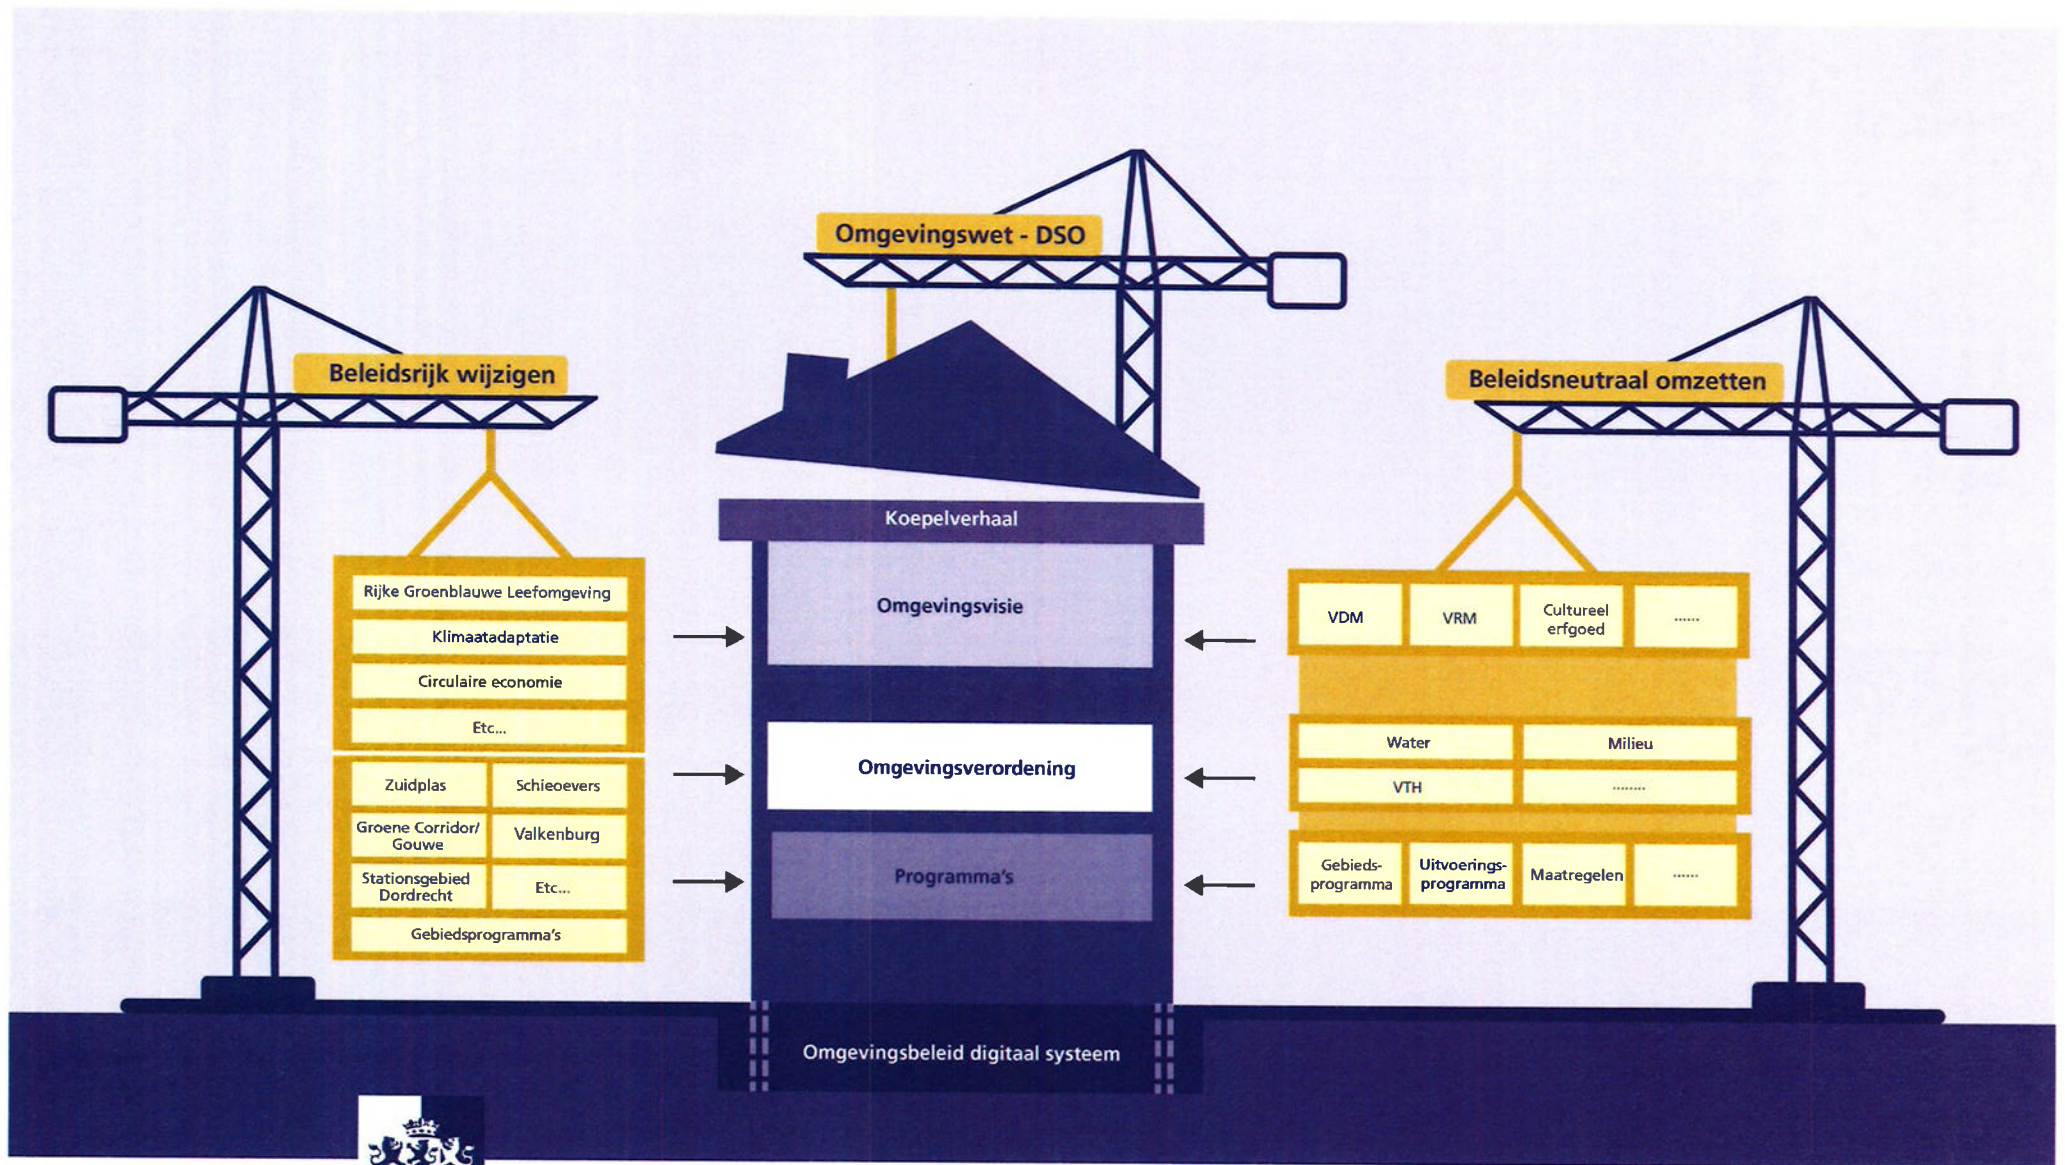 Omgevingswet - DSO
Beleidsrijk wijzigen
Beleidsneutraal omzetten
Koepelverhaal
Omgevingsvisie
Omgevingsverordening
Programma's
Omgevingsbeleid digitaal systeem
Rijke Groenblauwe Leefomgeving
Klimaatadaptatie
Circulaire economie
Etc...
Zuidplas
Schieoevers
Groene Corridor/
Gouwe
Valkenburg
Stationsgebied
Dordrecht
Etc...
Gebiedsprogramma's
VDM
VRM
Cultureel
erfgoed
......
Water
Milieu
VTH
........
Gebieds-
programma
Uitvoerings-
programma
Maatregelen
......